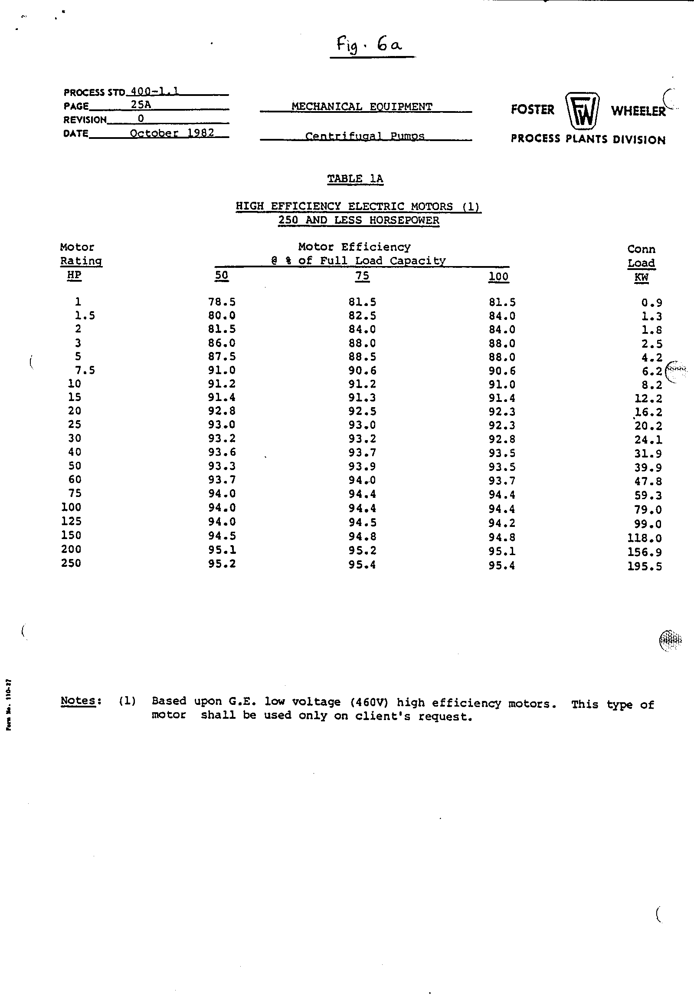 Fig. 6a
PROCESS STD. 400-1.1
PAGE 25A
REVISION 0
DATE October 1982
MECHANICAL EQUIPMENT
Centrifugal Pumps
FOSTER FW WHEELER
PROCESS PLANTS DIVISION
TABLE 1A
HIGH EFFICIENCY ELECTRIC MOTORS (1)
250 AND LESS HORSEPOWER
Motor Motor Efficiency Conn
Rating @ % of Full Load Capacity Load
HP 50 75 100 KW
1 78.5 81.5 81.5 0.9
1.5 80.0 82.5 84.0 1.3
2 81.5 84.0 84.0 1.8
3 86.0 88.0 88.0 2.5
5 87.5 88.5 88.0 4.2
7.5 91.0 90.6 90.6 6.2
10 91.2 91.2 91.0 8.2
15 91.4 91.3 91.4 12.2
20 92.8 92.5 92.3 16.2
25 93.0 93.0 92.3 20.2
30 93.2 93.2 92.8 24.1
40 93.6 93.7 93.5 31.9
50 93.3 93.9 93.5 39.9
60 93.7 94.0 93.7 47.8
75 94.0 94.4 94.4 59.3
100 94.0 94.4 94.4 79.0
125 94.0 94.5 94.2 99.0
150 94.5 94.8 94.8 118.0
200 95.1 95.2 95.1 156.9
250 95.2 95.4 95.4 195.5
Notes: (1) Based upon G.E. low voltage (460V) high efficiency motors. This type of
motor shall be used only on client's request.
Form No. 110-27